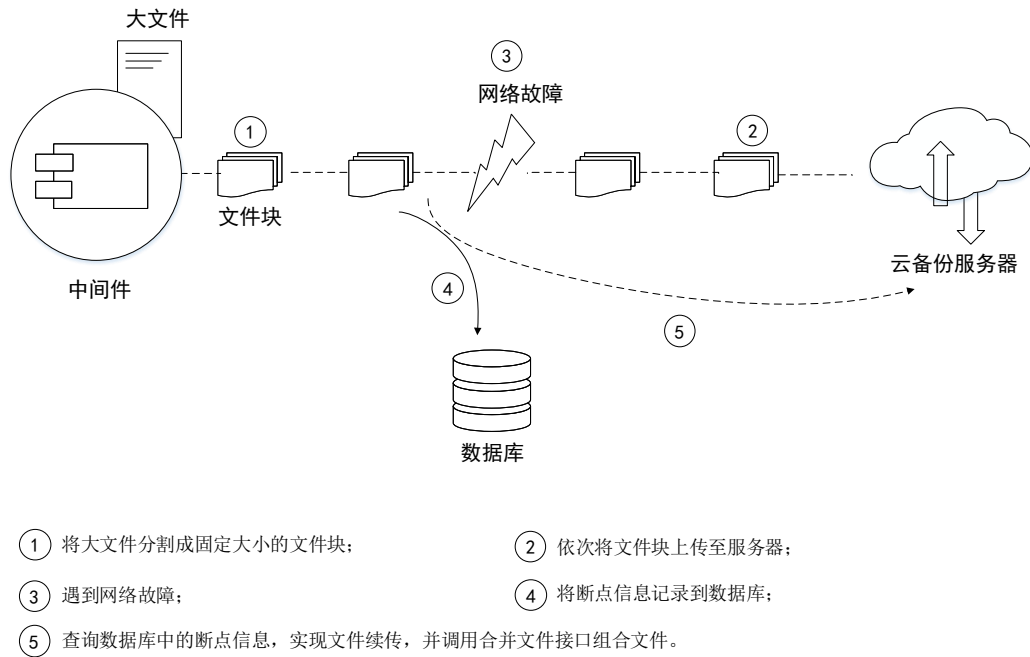 大文件
3
网络故障
1
2
文件块
中间件
云备份服务器
4
5
数据库
1 将大文件分割成固定大小的文件块；
2 依次将文件块上传至服务器；
3 遇到网络故障；
4 将断点信息记录到数据库；
5 查询数据库中的断点信息，实现文件续传，并调用合并文件接口组合文件。